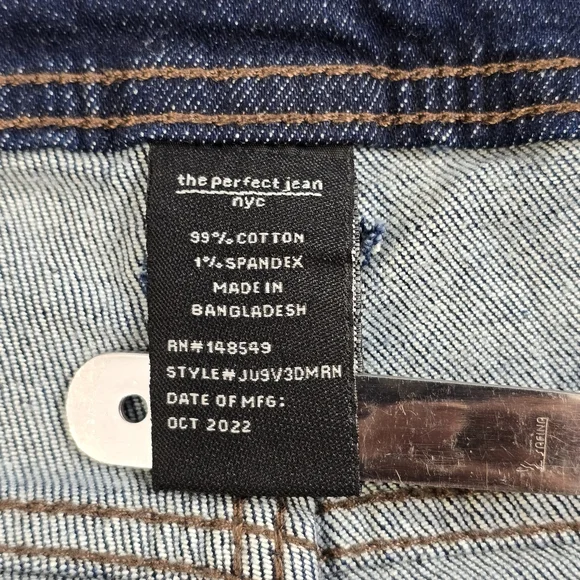 the perfect jean
nyc
99% COTTON
1% SPANDEX
MADE IN
BANGLADESH
RN#148549
STYLE#JU9V3DMRN
DATE OF MFG:
OCT 2022